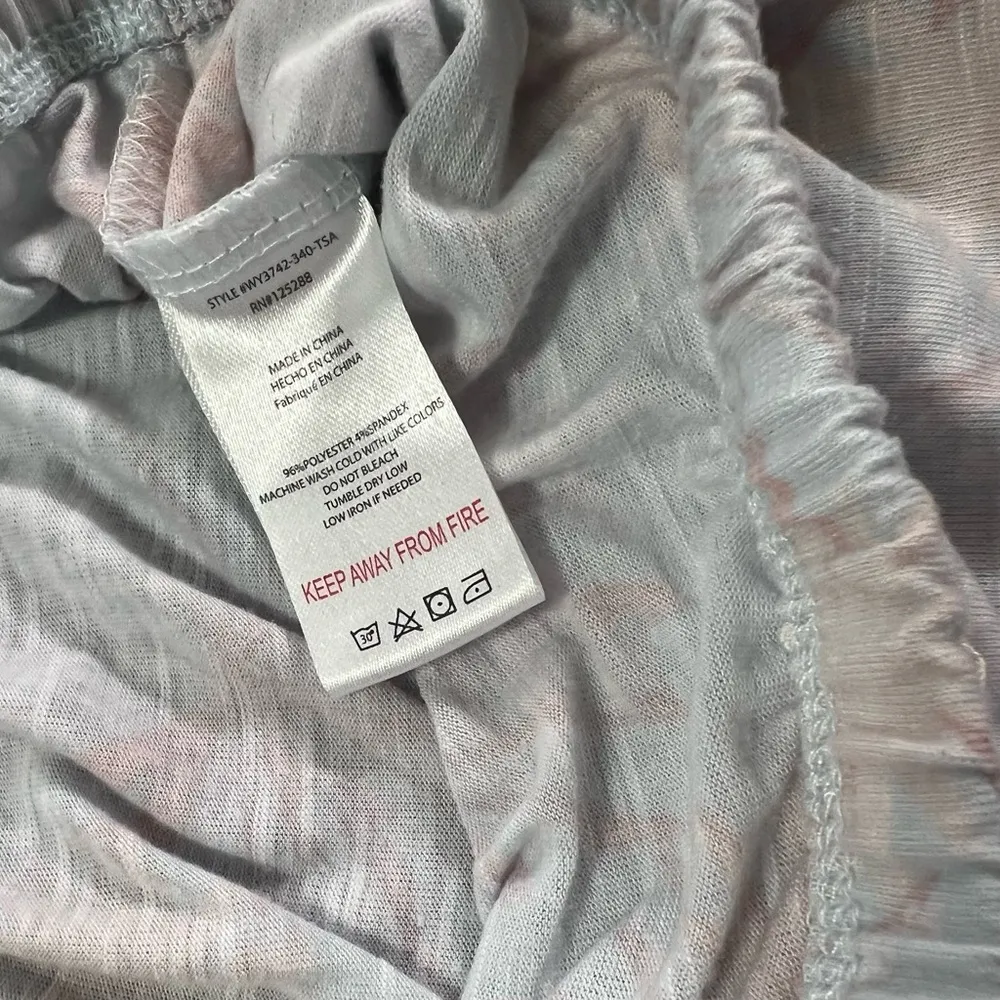 STYLE #WY3742-340-TSA
RN#125288
MADE IN CHINA
HECHO EN CHINA
Fabriqué EN CHINA
96%POLYESTER 4%SPANDEX
MACHINE WASH COLD WITH LIKE COLORS
DO NOT BLEACH
TUMBLE DRY LOW
LOW IRON IF NEEDED
KEEP AWAY FROM FIRE
30°